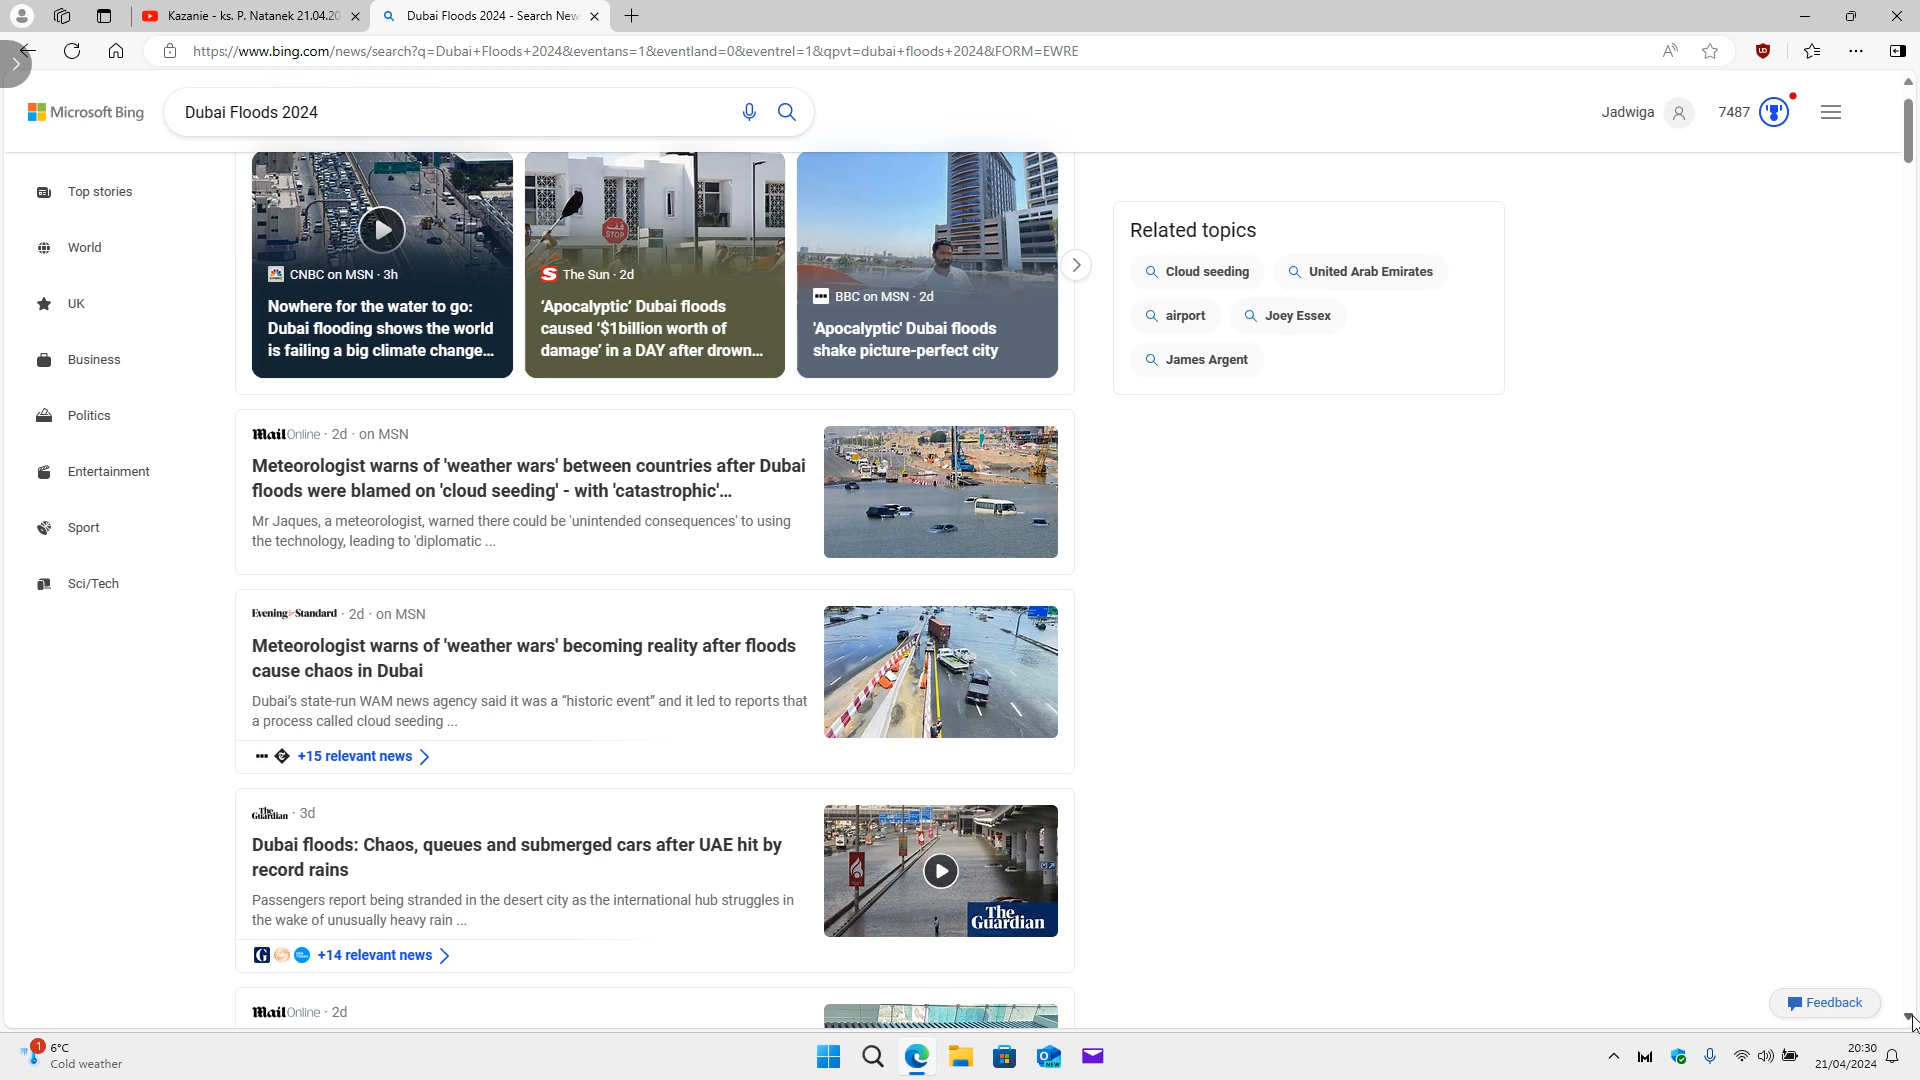 Kazanie - ks. P. Natanek 21.04.20
Dubai Floods 2024 - Search New
https://www.bing.com/news/search?q=Dubai+Floods+2024&eventans=1&eventland=0&eventrel=1&qpvt=dubai+floods+2024&FORM=EWRE
Microsoft Bing
Dubai Floods 2024
Jadwiga
7487
Top stories
World
UK
Business
Politics
Entertainment
Sport
Sci/Tech
CNBC on MSN · 3h
Nowhere for the water to go:
Dubai flooding shows the world
is failing a big climate change...
STOP
The Sun · 2d
‘Apocalyptic’ Dubai floods
caused ‘$1billion worth of
damage’ in a DAY after drown...
BBC on MSN · 2d
'Apocalyptic' Dubai floods
shake picture-perfect city
Related topics
Cloud seeding
United Arab Emirates
airport
Joey Essex
James Argent
Mail Online · 2d · on MSN
Meteorologist warns of 'weather wars' between countries after Dubai
floods were blamed on 'cloud seeding' - with 'catastrophic'...
Mr Jaques, a meteorologist, warned there could be 'unintended consequences' to using
the technology, leading to 'diplomatic ...
Evening Standard · 2d · on MSN
Meteorologist warns of 'weather wars' becoming reality after floods
cause chaos in Dubai
Dubai’s state-run WAM news agency said it was a “historic event” and it led to reports that
a process called cloud seeding ...
+15 relevant news
The Guardian · 3d
Dubai floods: Chaos, queues and submerged cars after UAE hit by
record rains
Passengers report being stranded in the desert city as the international hub struggles in
the wake of unusually heavy rain ...
The
Guardian
+14 relevant news
Mail Online · 2d
Feedback
1
6°C
Cold weather
20:30
21/04/2024